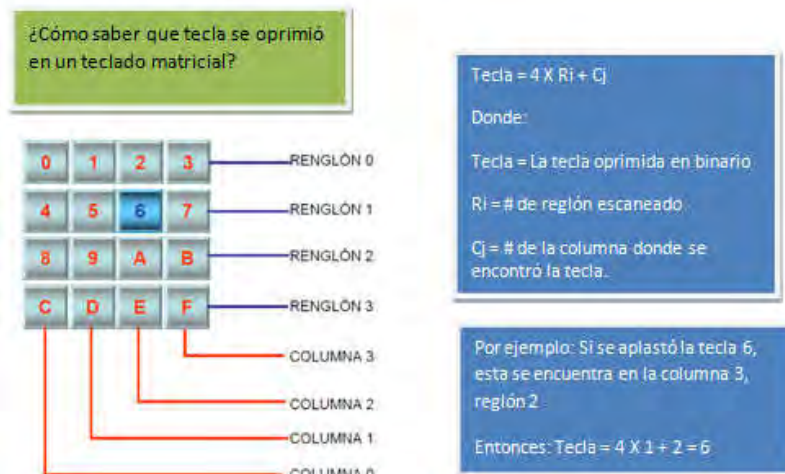 ¿Cómo saber que tecla se oprimió
en un teclado matricial?
0 1 2 3 RENGLÓN 0
4 5 6 7 RENGLÓN 1
8 9 A B RENGLÓN 2
C D E F RENGLÓN 3
COLUMNA 3
COLUMNA 2
COLUMNA 1
COLUMNA 0
Tecla = 4 X Ri + Cj
Donde:
Tecla = La tecla oprimida en binario
Ri = # de reglón escaneado
Cj = # de la columna donde se
encontró la tecla.
Por ejemplo: Si se aplastó la tecla 6,
esta se encuentra en la columna 3,
reglón 2
Entonces: Tecla = 4 X 1 + 2 = 6